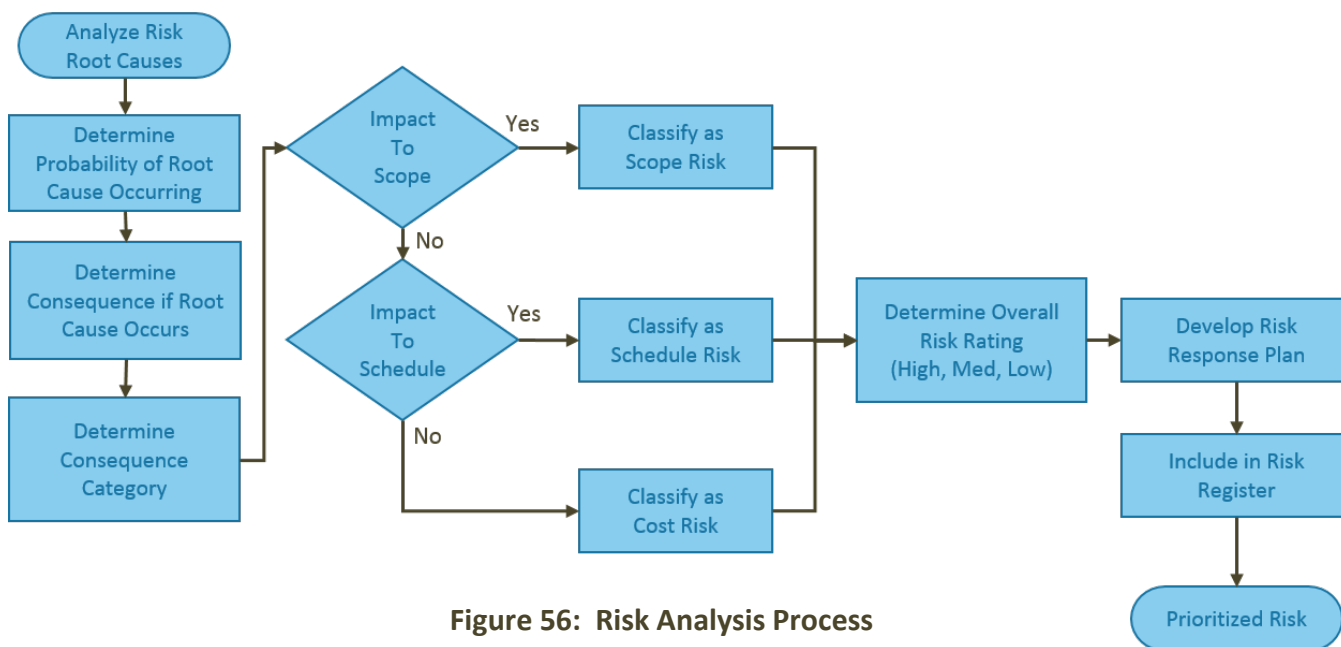 Analyze Risk
Root Causes
Determine
Probability of Root
Cause Occurring
Determine
Consequence if Root
Cause Occurs
Determine
Consequence
Category
Impact
To
Scope
Yes
No
Classify as
Scope Risk
Impact
To
Schedule
Yes
No
Classify as
Schedule Risk
Classify as
Cost Risk
Determine Overall
Risk Rating
(High, Med, Low)
Develop Risk
Response Plan
Include in Risk
Register
Prioritized Risk
Figure 56: Risk Analysis Process